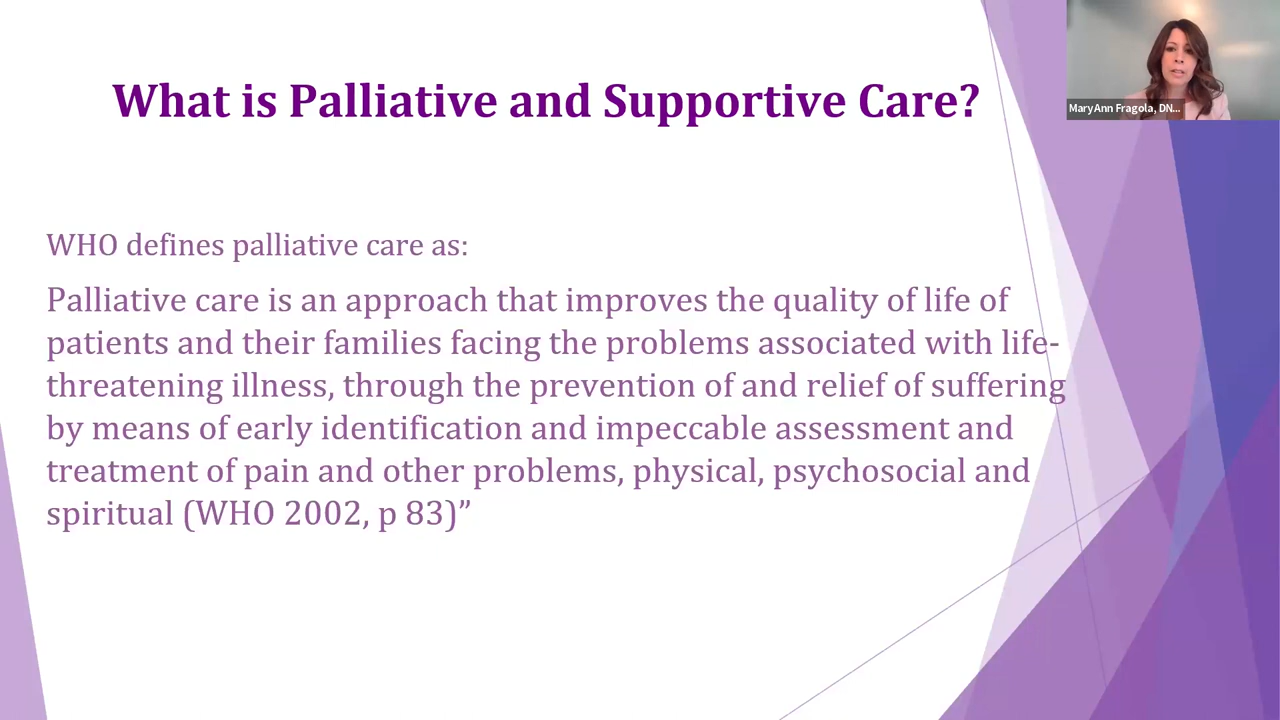 What is Palliative and Supportive Care?
MaryAnn Fragola, DN...
WHO defines palliative care as:
Palliative care is an approach that improves the quality of life of
patients and their families facing the problems associated with life-
threatening illness, through the prevention of and relief of suffering
by means of early identification and impeccable assessment and
treatment of pain and other problems, physical, psychosocial and
spiritual (WHO 2002, p 83)”